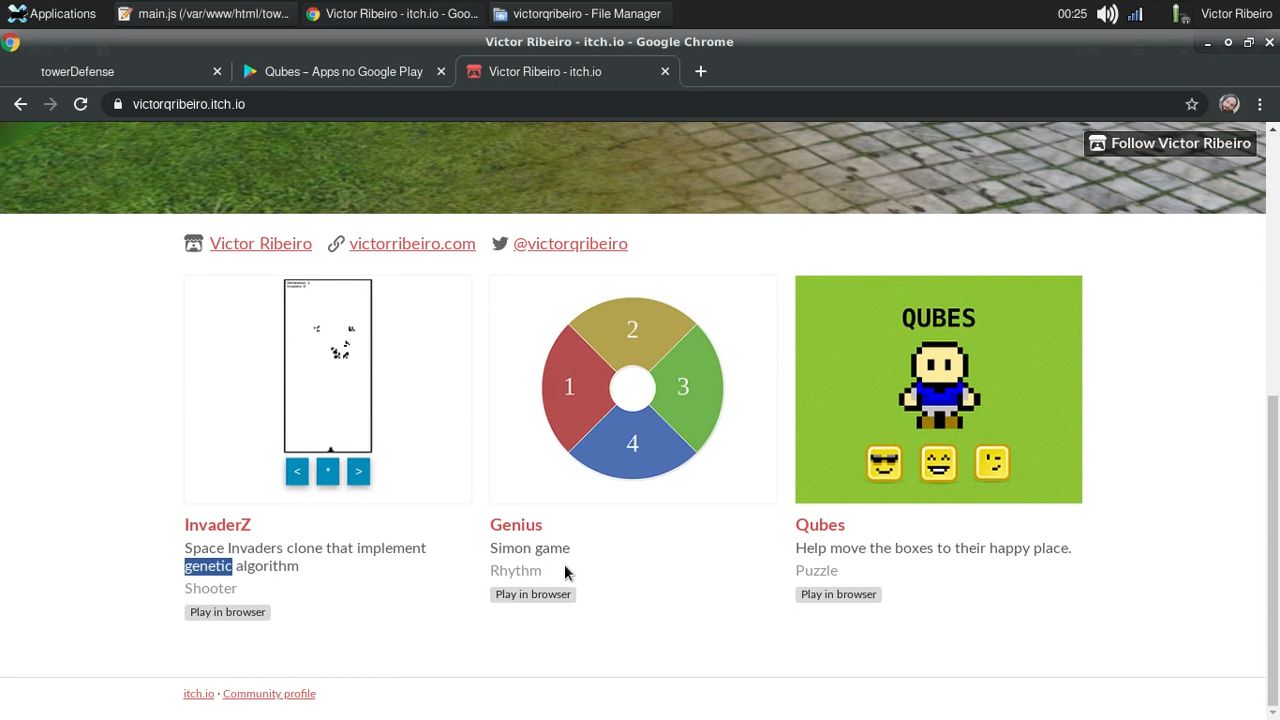 Applications
main.js (/var/www/html/tow...
Victor Ribeiro - itch.io - Goo...
victorqribeiro - File Manager
00:25
Victor Ribeiro
Victor Ribeiro - itch.io - Google Chrome
towerDefense
Qubes – Apps no Google Play
Victor Ribeiro - itch.io
victorqribeiro.itch.io
Follow Victor Ribeiro
Victor Ribeiro
victorribeiro.com
@victorqribeiro
< * >
1
2
3
4
QUBES
InvaderZ
Space Invaders clone that implement
genetic algorithm
Shooter
Play in browser
Genius
Simon game
Rhythm
Play in browser
Qubes
Help move the boxes to their happy place.
Puzzle
Play in browser
itch.io · Community profile